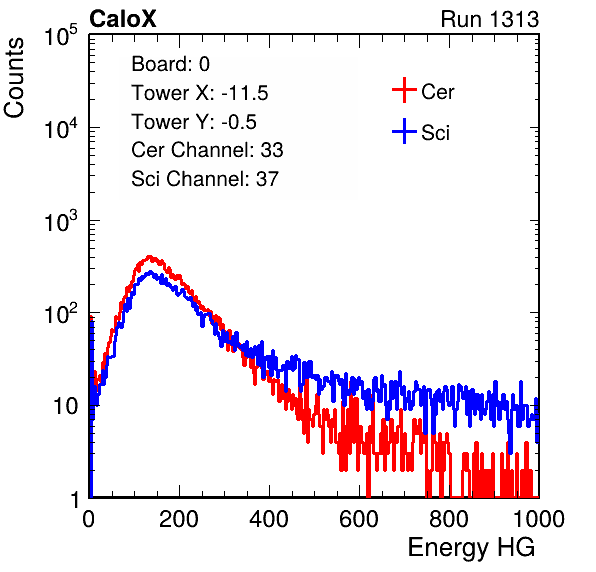 CaloX Run 1313
Counts
Board: 0
Tower X: -11.5
Tower Y: -0.5
Cer Channel: 33
Sci Channel: 37
Cer
Sci
10^5
10^4
10^3
10^2
10
1
0 200 400 600 800 1000
Energy HG